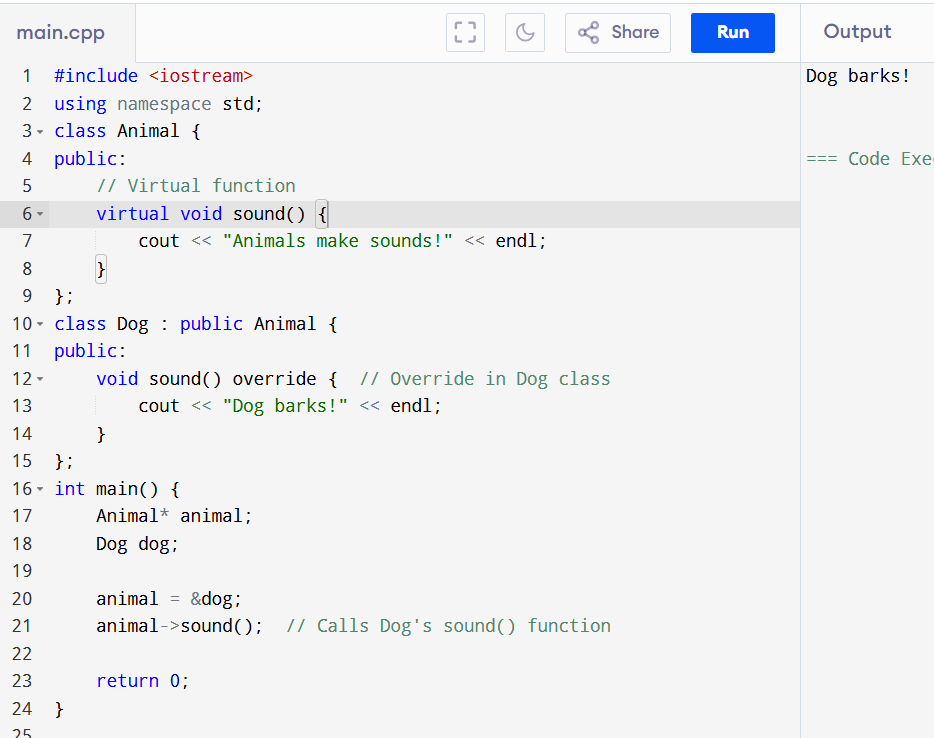 main.cpp
Share
Run
Output
1 #include <iostream>
2 using namespace std;
3 class Animal {
4 public:
5     // Virtual function
6     virtual void sound() {
7         cout << "Animals make sounds!" << endl;
8     }
9 };
10 class Dog : public Animal {
11 public:
12     void sound() override {  // Override in Dog class
13         cout << "Dog barks!" << endl;
14     }
15 };
16 int main() {
17     Animal* animal;
18     Dog dog;
19
20     animal = &dog;
21     animal->sound();  // Calls Dog's sound() function
22
23     return 0;
24 }
25
Dog barks!
=== Code Exe